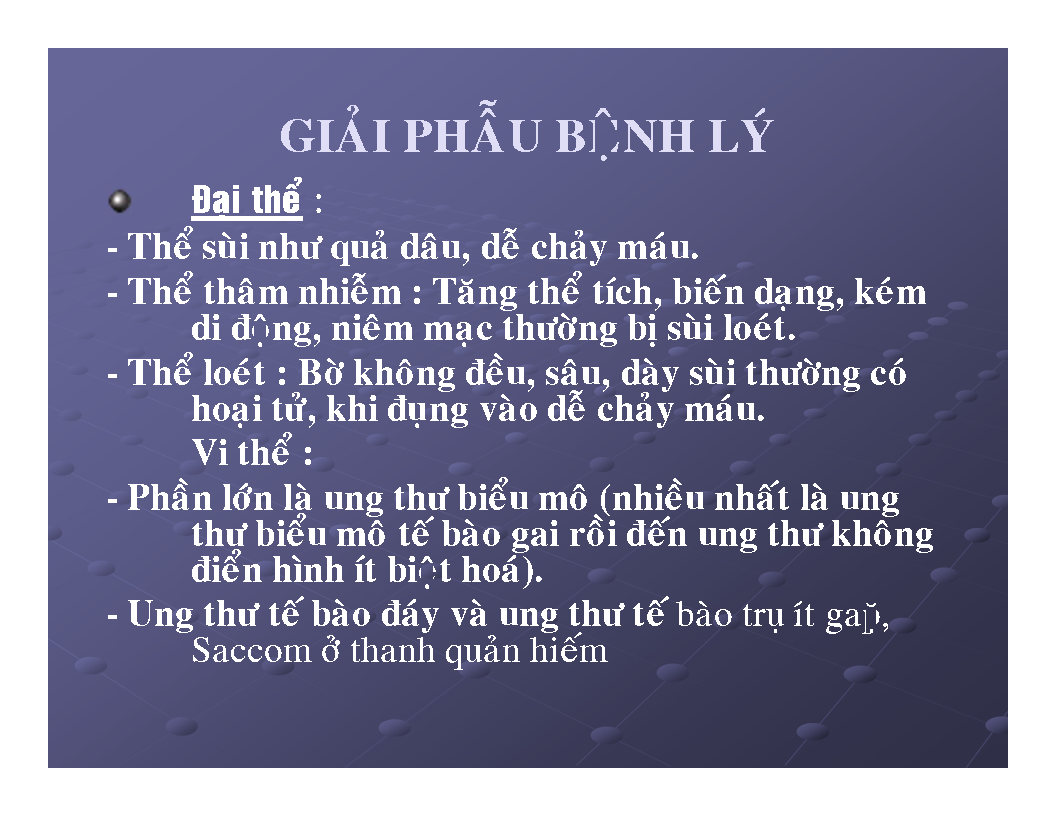 GIẢI PHẪU BỆNH LÝ
Đại thể :
- Thể sùi như quả dâu, dễ chảy máu.
- Thể thâm nhiễm : Tăng thể tích, biến dạng, kém
di động, niêm mạc thường bị sùi loét.
- Thể loét : Bờ không đều, sâu, dày sùi thường có
hoại tử, khi đụng vào dễ chảy máu.
Vi thể :
- Phần lớn là ung thư biểu mô (nhiều nhất là ung
thư biểu mô tế bào gai rồi đến ung thư không
điển hình ít biệt hoá).
- Ung thư tế bào đáy và ung thư tế bào trụ ít gặp,
Saccom ở thanh quản hiếm